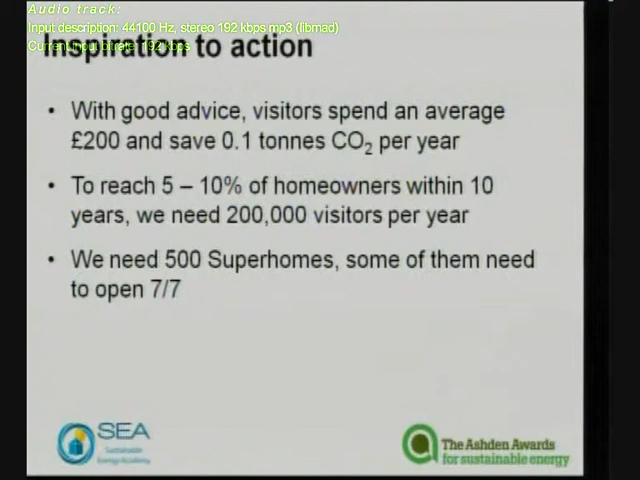 Audio track:
Input description: 44100 Hz, stereo 192 kbps mp3 (libmad)
Current input bitrate: 192 kbps
Inspiration to action
• With good advice, visitors spend an average
£200 and save 0.1 tonnes CO₂ per year
• To reach 5 – 10% of homeowners within 10
years, we need 200,000 visitors per year
• We need 500 Superhomes, some of them need
to open 7/7
SEA
Sustainable
Energy Academy
The Ashden Awards
for sustainable energy